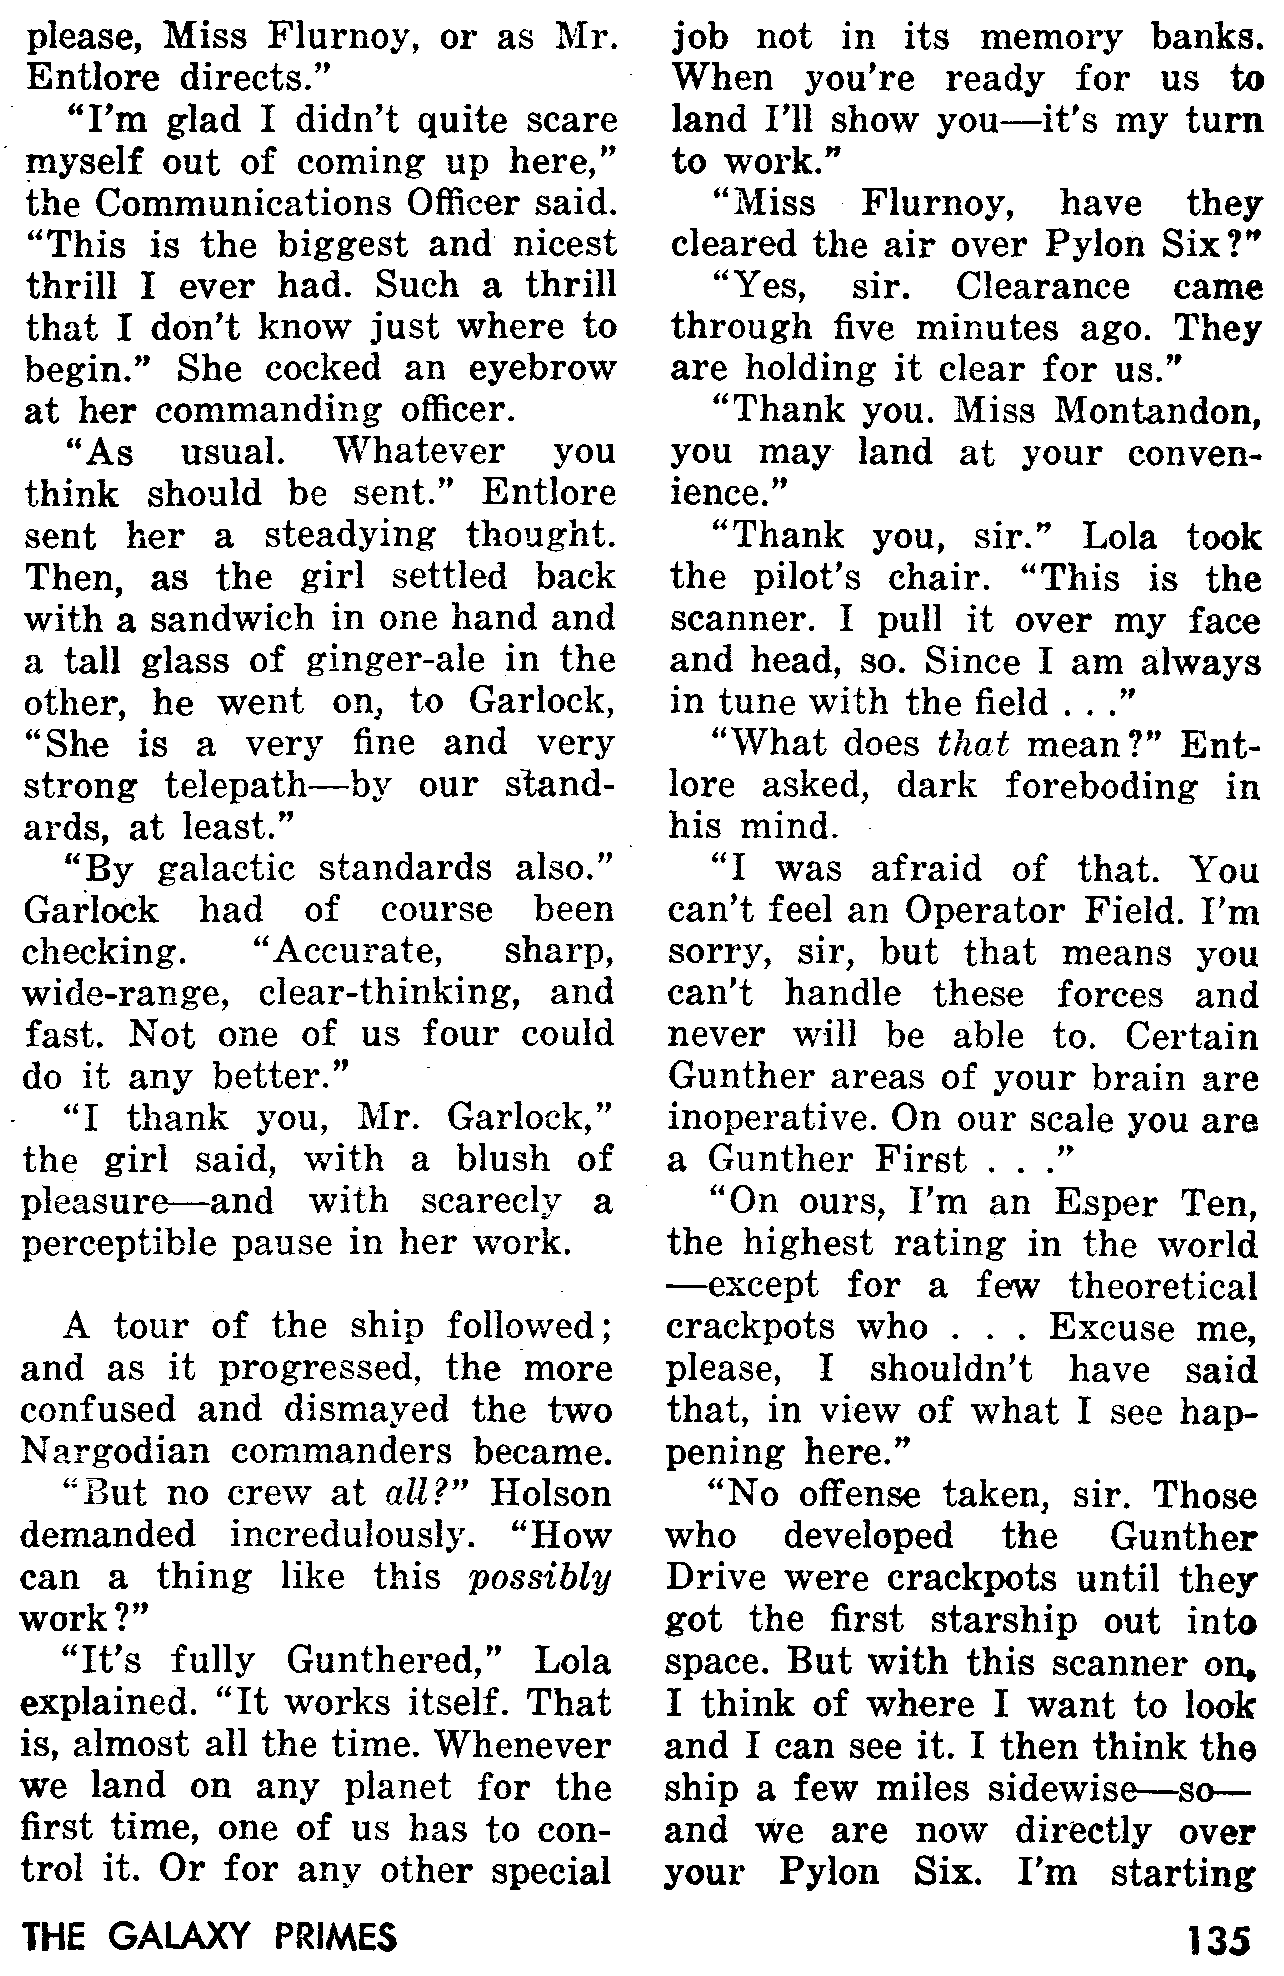 please, Miss Flurnoy, or as Mr.
Entlore directs.”
“I'm glad I didn't quite scare
myself out of coming up here,”
the Communications Officer said.
“This is the biggest and nicest
thrill I ever had. Such a thrill
that I don't know just where to
begin.” She cocked an eyebrow
at her commanding officer.
“As usual. Whatever you
think should be sent.” Entlore
sent her a steadying thought.
Then, as the girl settled back
with a sandwich in one hand and
a tall glass of ginger-ale in the
other, he went on, to Garlock,
“She is a very fine and very
strong telepath—by our stand-
ards, at least.”
“By galactic standards also.”
Garlock had of course been
checking. “Accurate, sharp,
wide-range, clear-thinking, and
fast. Not one of us four could
do it any better.”
“I thank you, Mr. Garlock,”
the girl said, with a blush of
pleasure—and with scarecly a
perceptible pause in her work.
A tour of the ship followed;
and as it progressed, the more
confused and dismayed the two
Nargodian commanders became.
“But no crew at all?” Holson
demanded incredulously. “How
can a thing like this possibly
work?”
“It's fully Gunthered,” Lola
explained. “It works itself. That
is, almost all the time. Whenever
we land on any planet for the
first time, one of us has to con-
trol it. Or for any other special
job not in its memory banks.
When you're ready for us to
land I'll show you—it's my turn
to work.”
“Miss Flurnoy, have they
cleared the air over Pylon Six?”
“Yes, sir. Clearance came
through five minutes ago. They
are holding it clear for us.”
“Thank you. Miss Montandon,
you may land at your conven-
ience.”
“Thank you, sir.” Lola took
the pilot's chair. “This is the
scanner. I pull it over my face
and head, so. Since I am always
in tune with the field . . .”
“What does that mean?” Ent-
lore asked, dark foreboding in
his mind.
“I was afraid of that. You
can't feel an Operator Field. I'm
sorry, sir, but that means you
can't handle these forces and
never will be able to. Certain
Gunther areas of your brain are
inoperative. On our scale you are
a Gunther First . . .”
“On ours, I'm an Esper Ten,
the highest rating in the world
—except for a few theoretical
crackpots who . . . Excuse me,
please, I shouldn't have said
that, in view of what I see hap-
pening here.”
“No offense taken, sir. Those
who developed the Gunther
Drive were crackpots until they
got the first starship out into
space. But with this scanner on,
I think of where I want to look
and I can see it. I then think the
ship a few miles sidewise—so—
and we are now directly over
your Pylon Six. I'm starting
THE GALAXY PRIMES
135